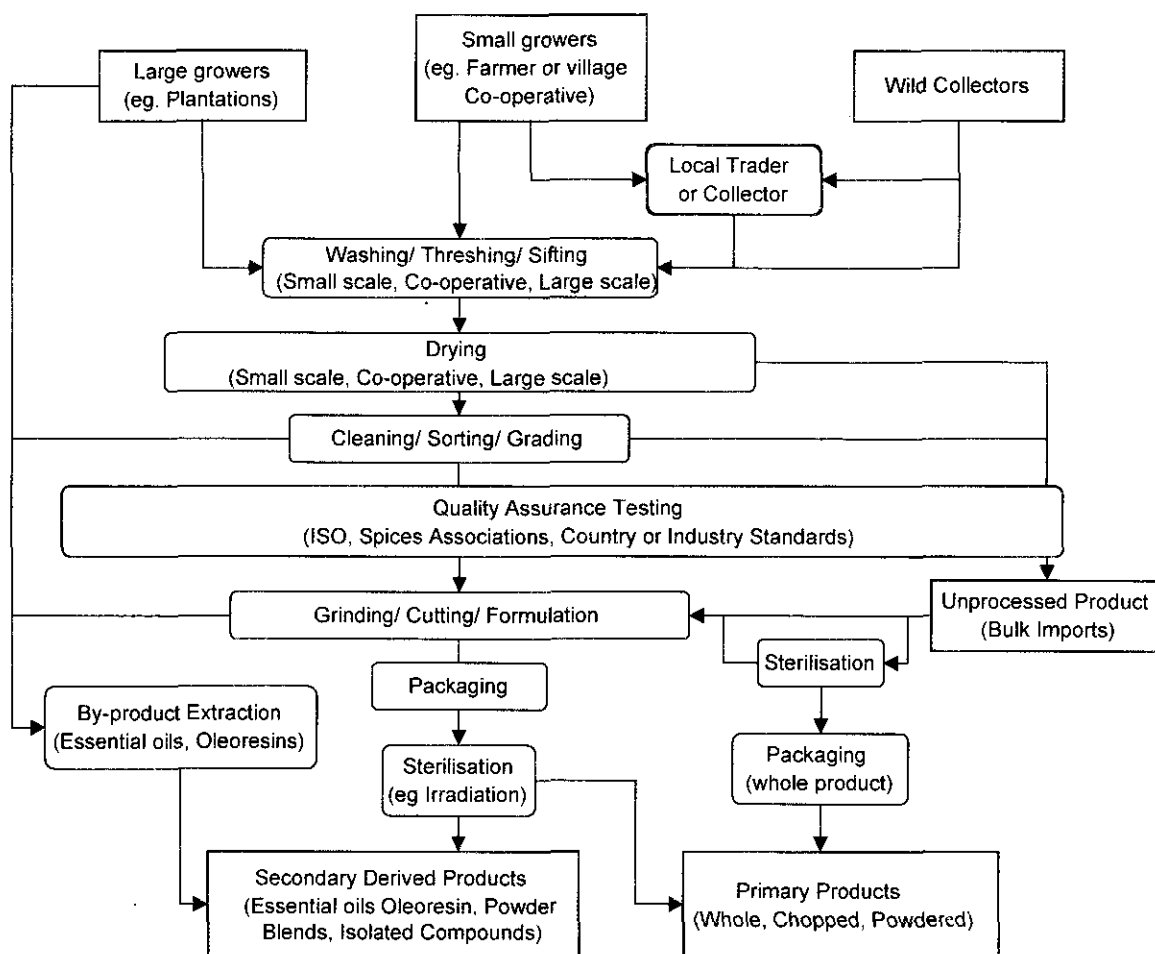 Large growers
(eg. Plantations)
Small growers
(eg. Farmer or village
Co-operative)
Wild Collectors
Local Trader
or Collector
Washing/ Threshing/ Sifting
(Small scale, Co-operative, Large scale)
Drying
(Small scale, Co-operative, Large scale)
Cleaning/ Sorting/ Grading
Quality Assurance Testing
(ISO, Spices Associations, Country or Industry Standards)
Grinding/ Cutting/ Formulation
Unprocessed Product
(Bulk Imports)
Sterilisation
Packaging
By-product Extraction
(Essential oils, Oleoresins)
Sterilisation
(eg Irradiation)
Packaging
(whole product)
Secondary Derived Products
(Essential oils Oleoresin, Powder
Blends, Isolated Compounds)
Primary Products
(Whole, Chopped, Powdered)